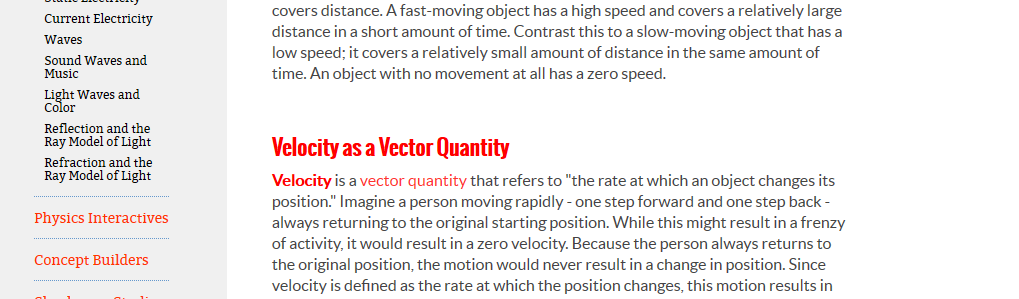 Current Electricity
Waves
Sound Waves and
Music
Light Waves and
Color
Reflection and the
Ray Model of Light
Refraction and the
Ray Model of Light
Physics Interactives
Concept Builders
covers distance. A fast-moving object has a high speed and covers a relatively large
distance in a short amount of time. Contrast this to a slow-moving object that has a
low speed; it covers a relatively small amount of distance in the same amount of
time. An object with no movement at all has a zero speed.
Velocity as a Vector Quantity
Velocity is a vector quantity that refers to "the rate at which an object changes its
position." Imagine a person moving rapidly - one step forward and one step back -
always returning to the original starting position. While this might result in a frenzy
of activity, it would result in a zero velocity. Because the person always returns to
the original position, the motion would never result in a change in position. Since
velocity is defined as the rate at which the position changes, this motion results in